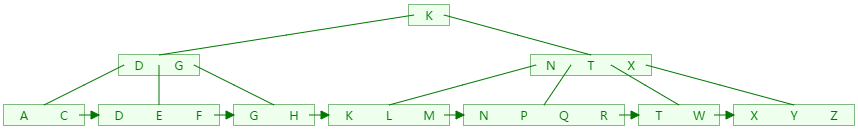 K
D G N T X
A C D E F G H K L M N P Q R T W X Y Z